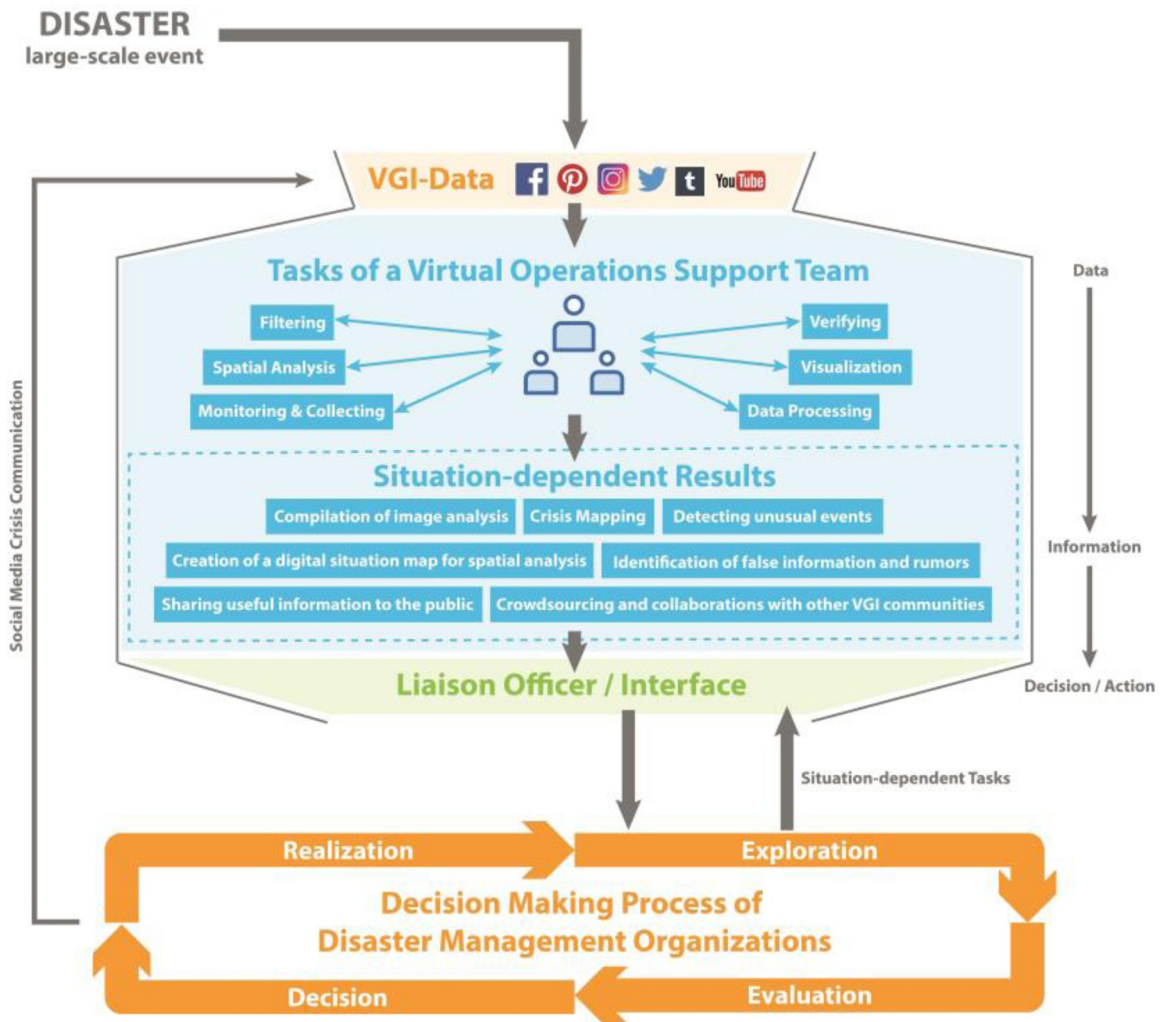 DISASTER
large-scale event
VGI-Data
f
t
YouTube
Tasks of a Virtual Operations Support Team
Filtering
Verifying
Spatial Analysis
Visualization
Monitoring & Collecting
Data Processing
Situation-dependent Results
Compilation of image analysis
Crisis Mapping
Detecting unusual events
Creation of a digital situation map for spatial analysis
Identification of false information and rumors
Sharing useful information to the public
Crowdsourcing and collaborations with other VGI communities
Liaison Officer / Interface
Data
Information
Decision / Action
Social Media Crisis Communication
Situation-dependent Tasks
Realization
Exploration
Decision Making Process of
Disaster Management Organizations
Decision
Evaluation